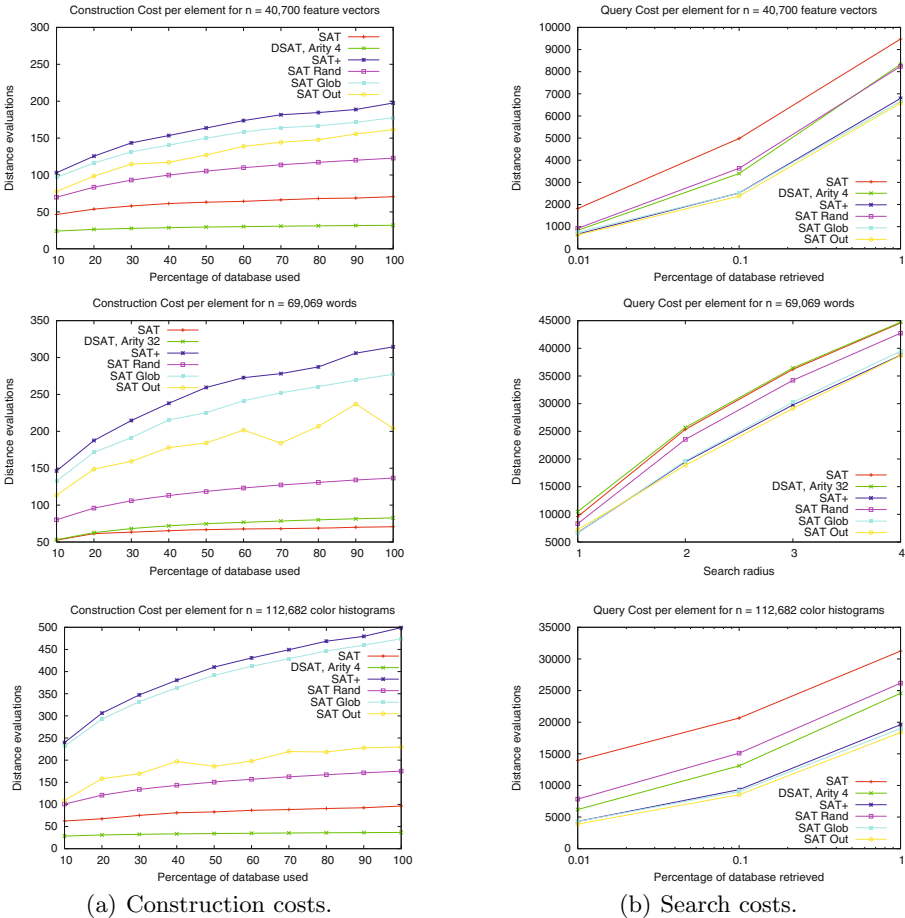 Construction Cost per element for n = 40,700 feature vectors
300
250
200
150
100
50
0
Distance evaluations
SAT
DSAT, Arity 4
SAT+
SAT Rand
SAT Glob
SAT Out
10 20 30 40 50 60 70 80 90 100
Percentage of database used
Query Cost per element for n = 40,700 feature vectors
10000
9000
8000
7000
6000
5000
4000
3000
2000
1000
0
Distance evaluations
SAT
DSAT, Arity 4
SAT+
SAT Rand
SAT Glob
SAT Out
0.01 0.1 1
Percentage of database retrieved
Construction Cost per element for n = 69,069 words
350
300
250
200
150
100
50
Distance evaluations
SAT
DSAT, Arity 32
SAT+
SAT Rand
SAT Glob
SAT Out
10 20 30 40 50 60 70 80 90 100
Percentage of database used
Query Cost per element for n = 69,069 words
45000
40000
35000
30000
25000
20000
15000
10000
5000
Distance evaluations
SAT
DSAT, Arity 32
SAT+
SAT Rand
SAT Glob
SAT Out
1 2 3 4
Search radius
Construction Cost per element for n = 112,682 color histograms
500
450
400
350
300
250
200
150
100
50
0
Distance evaluations
SAT
DSAT, Arity 4
SAT+
SAT Rand
SAT Glob
SAT Out
10 20 30 40 50 60 70 80 90 100
Percentage of database used
Query Cost per element for n = 112,682 color histograms
35000
30000
25000
20000
15000
10000
5000
0
Distance evaluations
SAT
DSAT, Arity 4
SAT+
SAT Rand
SAT Glob
SAT Out
0.01 0.1 1
Percentage of database retrieved
(a) Construction costs.
(b) Search costs.